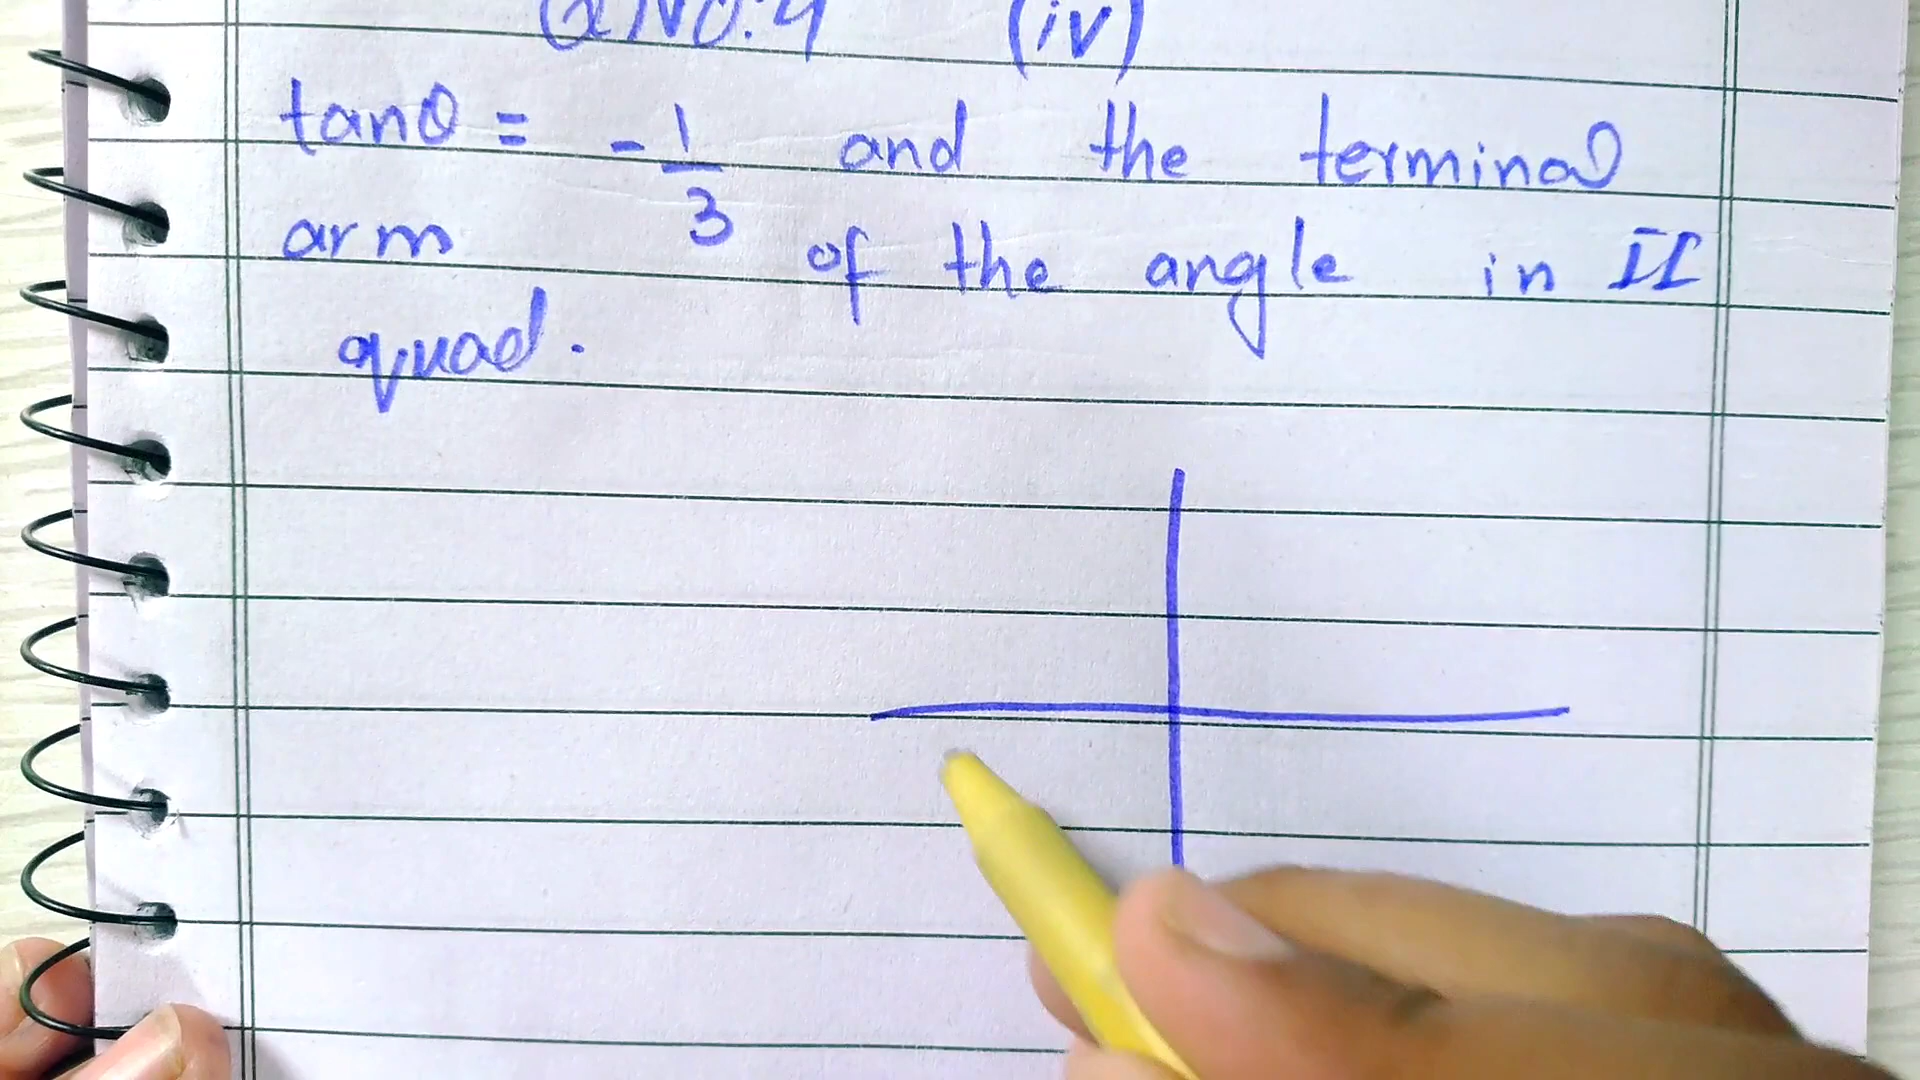 Q NO.4 (iv)
tanθ = -1/3 and the terminal
arm of the angle in II
quad.